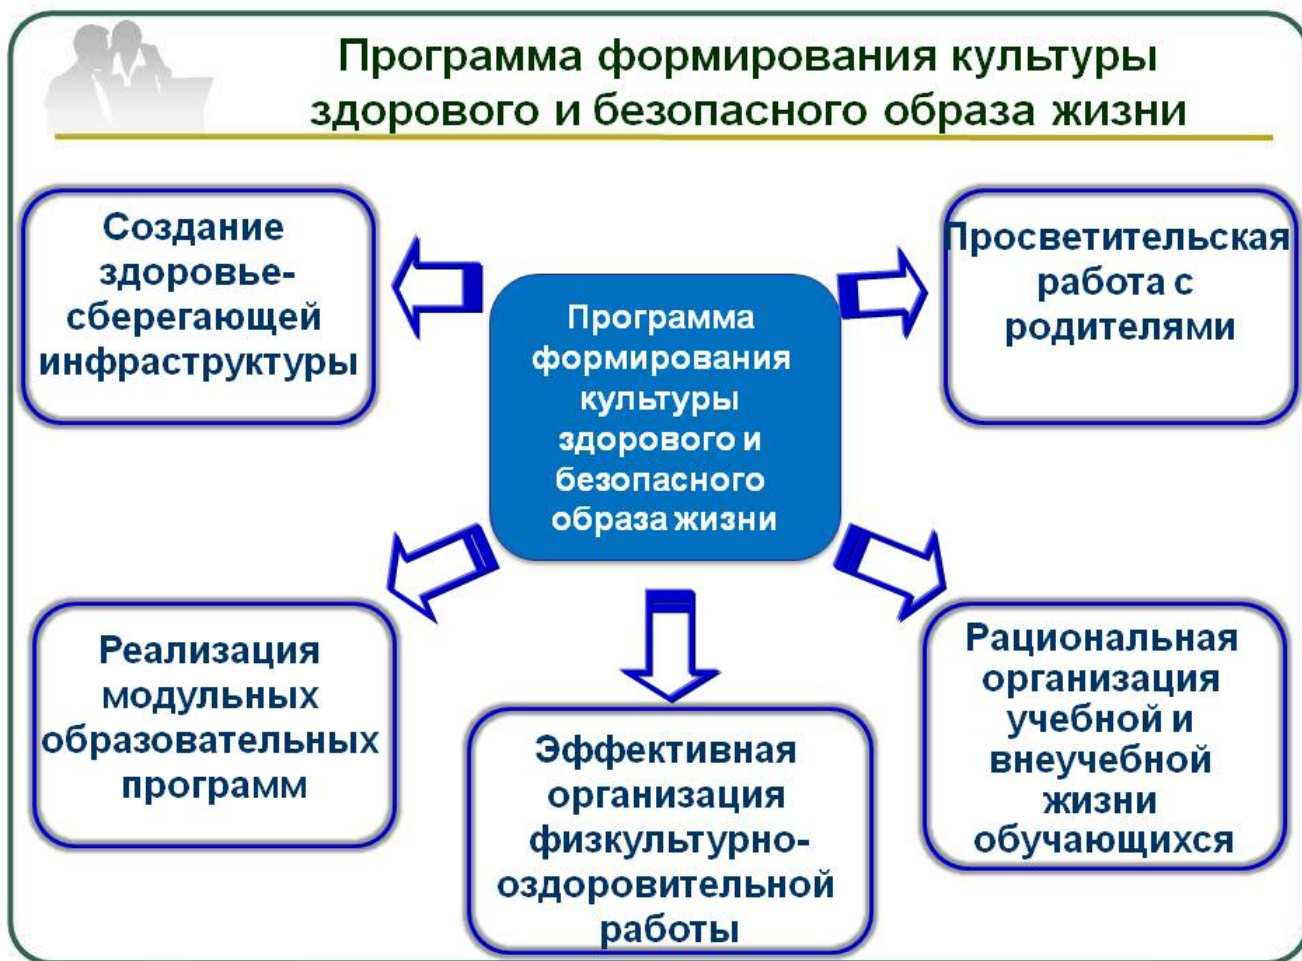 Программа формирования культуры
здорового и безопасного образа жизни
Создание
здоровье-
сберегающей
инфраструктуры
Просветительская
работа с
родителями
Программа
формирования
культуры
здорового и
безопасного
образа жизни
Реализация
модульных
образовательных
программ
Эффективная
организация
физкультурно-
оздоровительной
работы
Рациональная
организация
учебной и
внеучебной
жизни
обучающихся